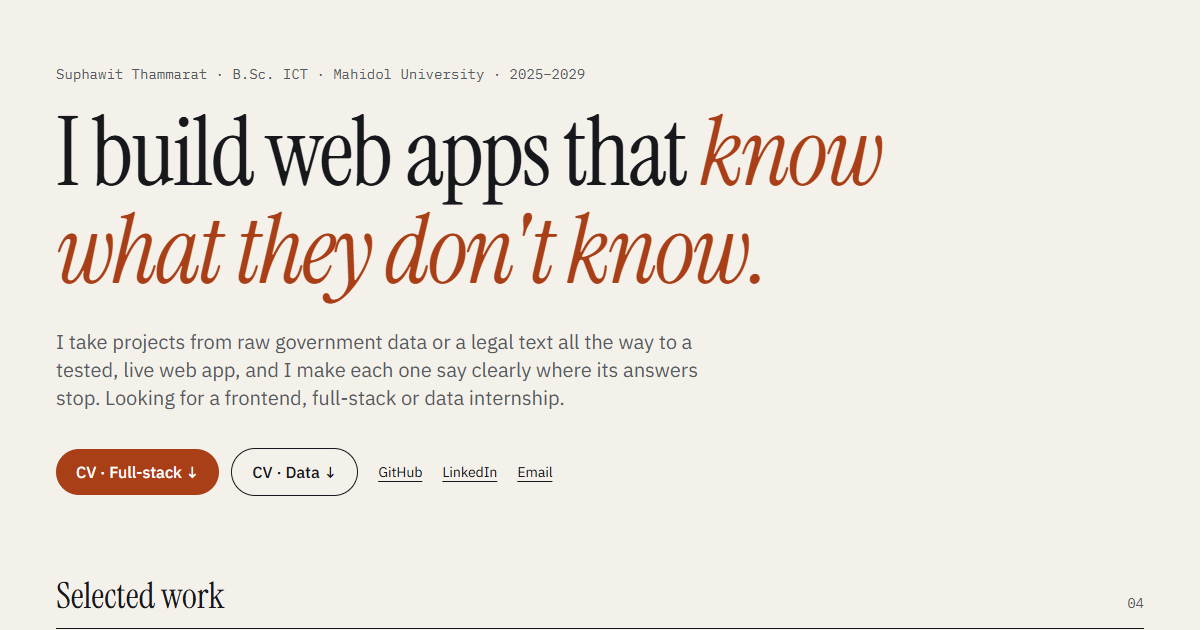 Suphawit Thammarat · B.Sc. ICT · Mahidol University · 2025–2029
I build web apps that know
what they don't know.
I take projects from raw government data or a legal text all the way to a
tested, live web app, and I make each one say clearly where its answers
stop. Looking for a frontend, full-stack or data internship.
CV · Full-stack ↓ CV · Data ↓ GitHub LinkedIn Email
Selected work 04